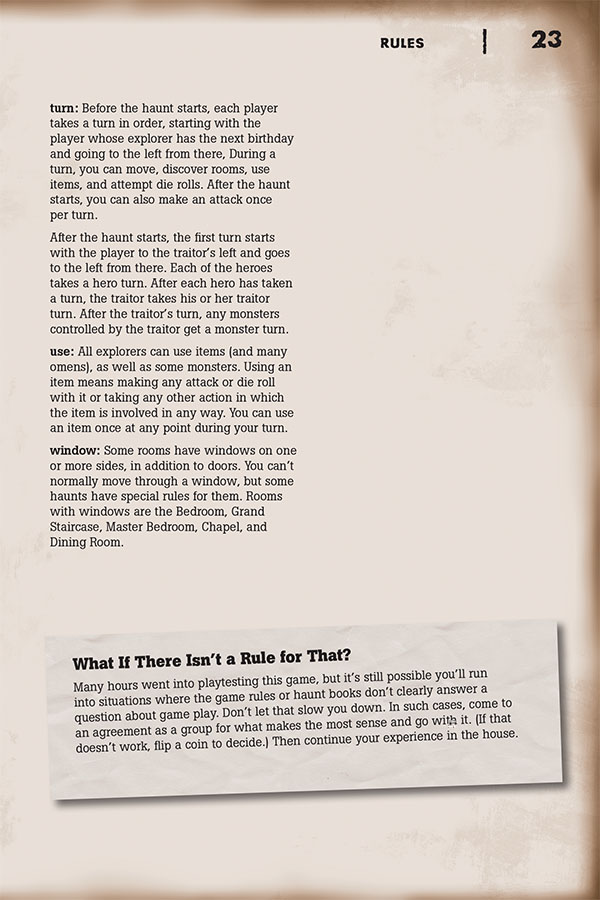 RULES | 23
turn: Before the haunt starts, each player
takes a turn in order, starting with the
player whose explorer has the next birthday
and going to the left from there, During a
turn, you can move, discover rooms, use
items, and attempt die rolls. After the haunt
starts, you can also make an attack once
per turn.
After the haunt starts, the first turn starts
with the player to the traitor's left and goes
to the left from there. Each of the heroes
takes a hero turn. After each hero has taken
a turn, the traitor takes his or her traitor
turn. After the traitor's turn, any monsters
controlled by the traitor get a monster turn.
use: All explorers can use items (and many
omens), as well as some monsters. Using an
item means making any attack or die roll
with it or taking any other action in which
the item is involved in any way. You can use
an item once at any point during your turn.
window: Some rooms have windows on one
or more sides, in addition to doors. You can't
normally move through a window, but some
haunts have special rules for them. Rooms
with windows are the Bedroom, Grand
Staircase, Master Bedroom, Chapel, and
Dining Room.
What If There Isn't a Rule for That?
Many hours went into playtesting this game, but it's still possible you'll run
into situations where the game rules or haunt books don't clearly answer a
question about game play. Don't let that slow you down. In such cases, come to
an agreement as a group for what makes the most sense and go with it. (If that
doesn't work, flip a coin to decide.) Then continue your experience in the house.